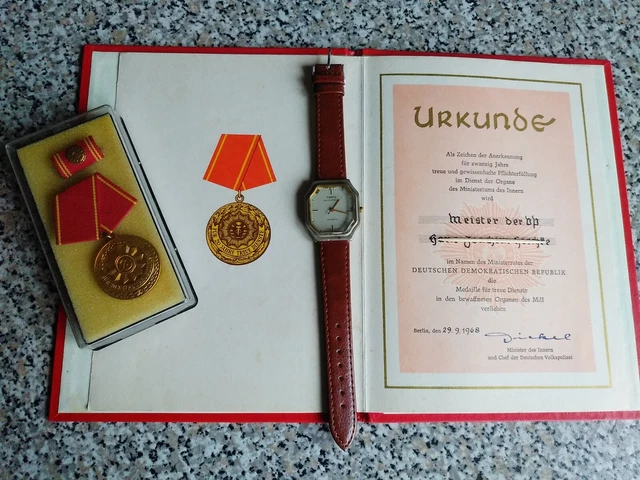 URKUNDE
Als Zeichen der Anerkennung
für zwanzig Jahre
treue und gewissenhafte Pflichterfüllung
im Dienst der Organe
des Ministeriums des Innern
wird
Meister der VP
im Namen des Ministerrates der
DEUTSCHEN DEMOKRATISCHEN REPUBLIK
die
Medaille für treue Dienste
in den bewaffneten Organen des MdI
verliehen
Berlin, den 29.9.1968
Minister des Innern
und Chef der Deutschen Volkspolizei